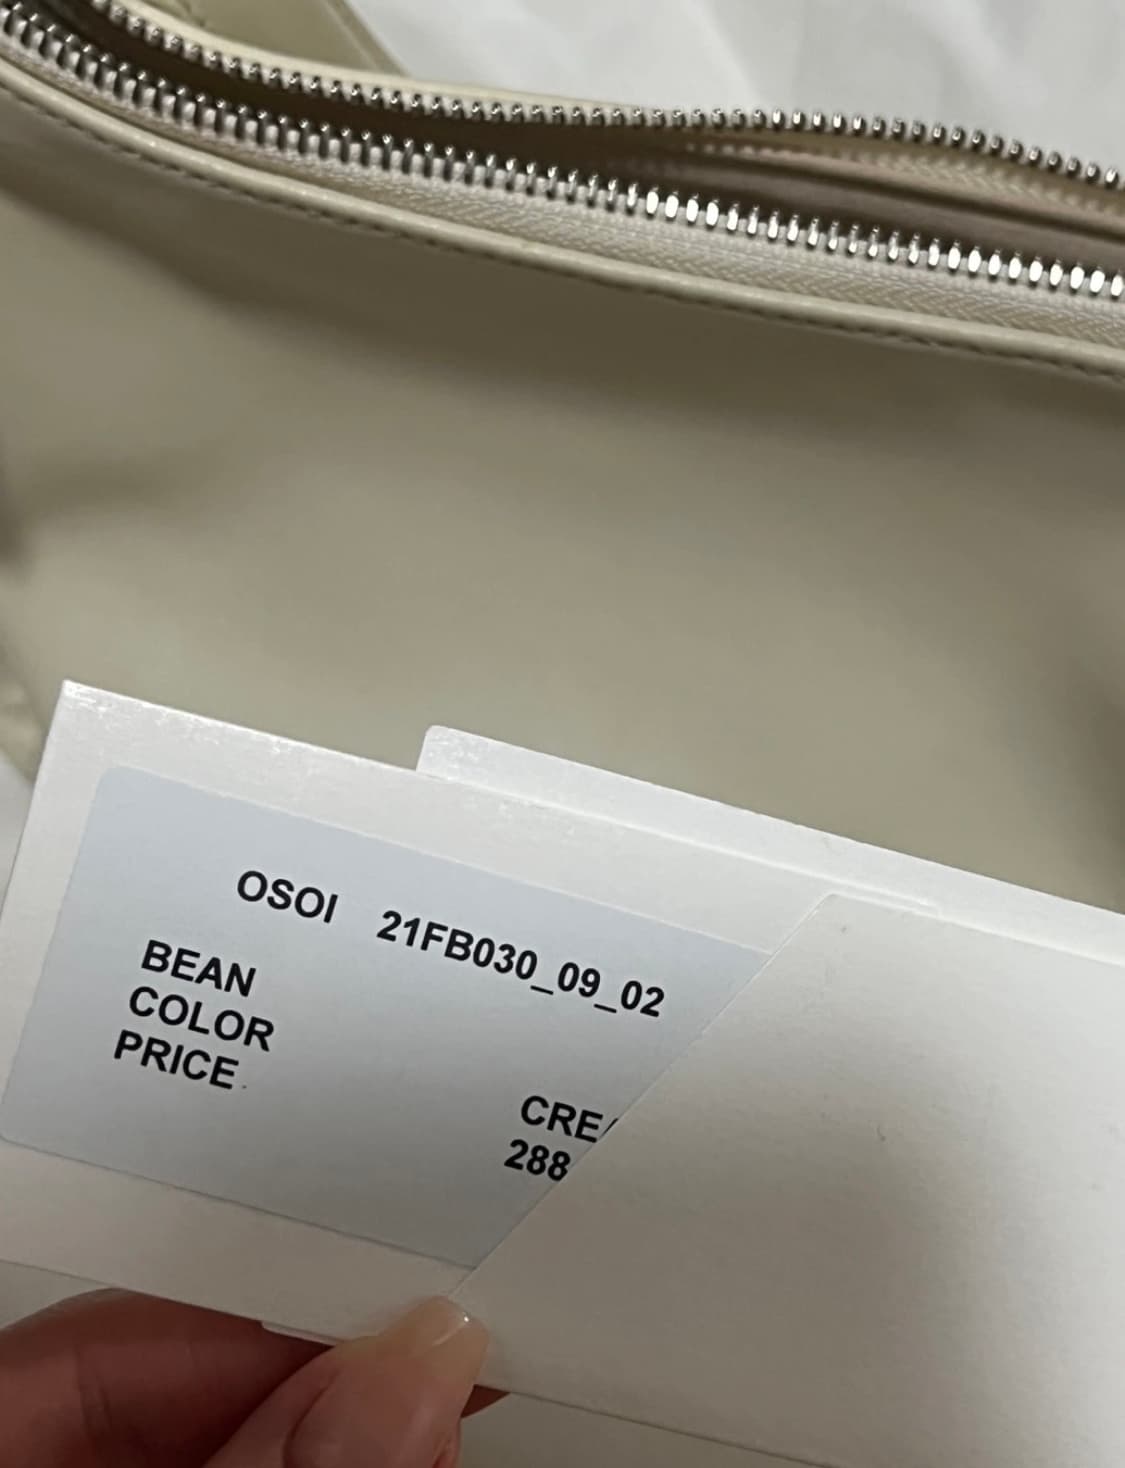 OSOI 21FB030_09_02
BEAN
COLOR
PRICE
CRE
288